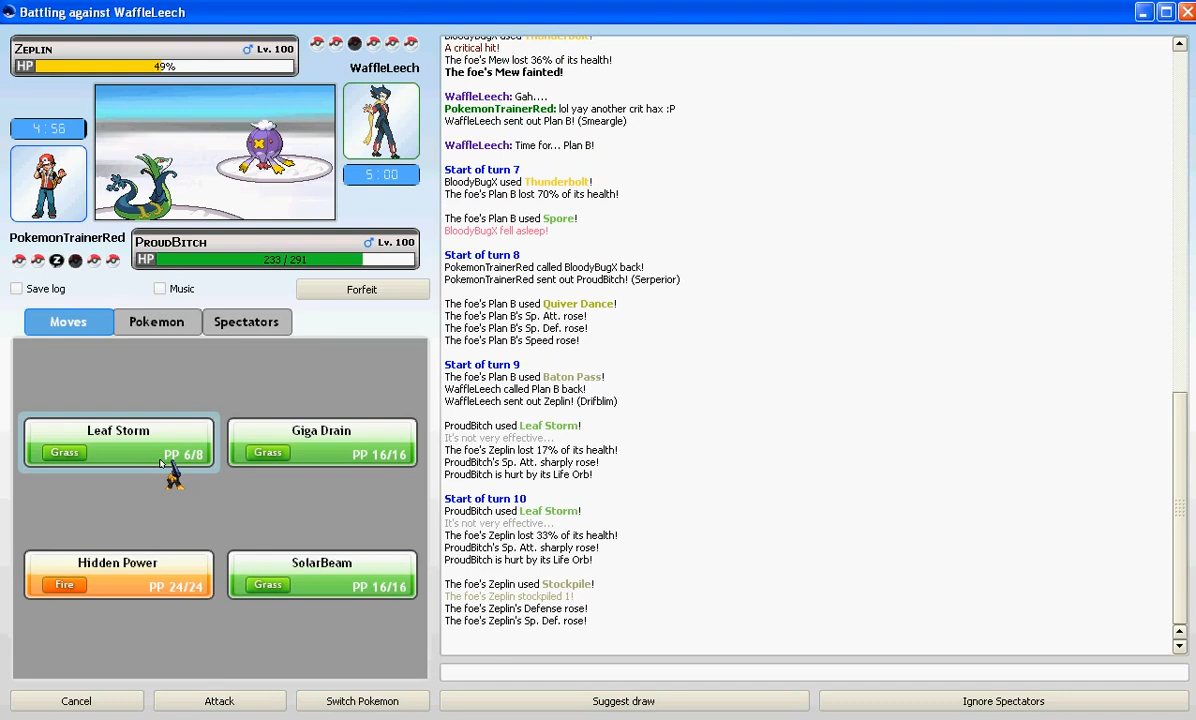 Battling against WaffleLeech
ZEPLIN ♂ Lv. 100
HP 49%
WaffleLeech
4:56
5:00
PokemonTrainerRed
PROUDBITCH ♂ Lv. 100
HP 233 / 291
Save log
Music
Forfeit
Moves
Pokemon
Spectators
Leaf Storm
Grass PP 6/8
Giga Drain
Grass PP 16/16
Hidden Power
Fire PP 24/24
SolarBeam
Grass PP 16/16
Cancel
Attack
Switch Pokemon
BloodyBugX used Thunderbolt!
A critical hit!
The foe's Mew lost 36% of its health!
The foe's Mew fainted!
WaffleLeech: Gah....
PokemonTrainerRed: lol yay another crit hax :P
WaffleLeech sent out Plan B! (Smeargle)
WaffleLeech: Time for... Plan B!
Start of turn 7
BloodyBugX used Thunderbolt!
The foe's Plan B lost 70% of its health!
The foe's Plan B used Spore!
BloodyBugX fell asleep!
Start of turn 8
PokemonTrainerRed called BloodyBugX back!
PokemonTrainerRed sent out ProudBitch! (Serperior)
The foe's Plan B used Quiver Dance!
The foe's Plan B's Sp. Att. rose!
The foe's Plan B's Sp. Def. rose!
The foe's Plan B's Speed rose!
Start of turn 9
The foe's Plan B used Baton Pass!
WaffleLeech called Plan B back!
WaffleLeech sent out Zeplin! (Drifblim)
ProudBitch used Leaf Storm!
It's not very effective...
The foe's Zeplin lost 17% of its health!
ProudBitch's Sp. Att. sharply rose!
ProudBitch is hurt by its Life Orb!
Start of turn 10
ProudBitch used Leaf Storm!
It's not very effective...
The foe's Zeplin lost 33% of its health!
ProudBitch's Sp. Att. sharply rose!
ProudBitch is hurt by its Life Orb!
The foe's Zeplin used Stockpile!
The foe's Zeplin stockpiled 1!
The foe's Zeplin's Defense rose!
The foe's Zeplin's Sp. Def. rose!
Suggest draw
Ignore Spectators